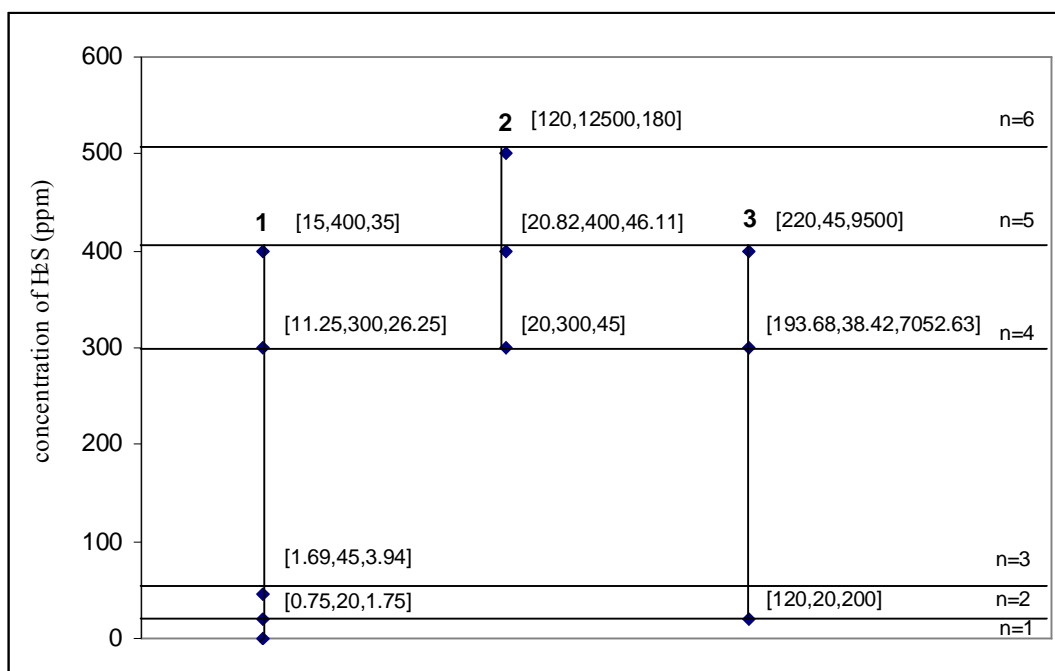 600
2 [120,12500,180] n=6
500
1 [15,400,35] [20.82,400,46.11] 3 [220,45,9500] n=5
400
[11.25,300,26.25] [20,300,45] [193.68,38.42,7052.63] n=4
300
200
100
[1.69,45,3.94] n=3
[0.75,20,1.75] [120,20,200] n=2
n=1
0
concentration of H2S (ppm)